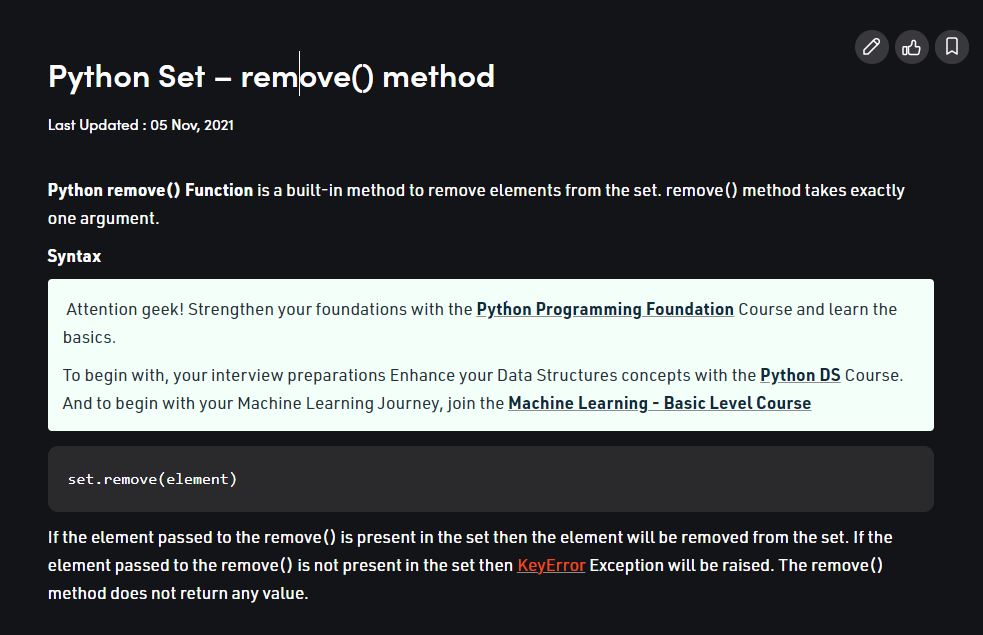 Python Set – remove() method
Last Updated : 05 Nov, 2021
Python remove() Function is a built-in method to remove elements from the set. remove() method takes exactly
one argument.
Syntax
Attention geek! Strengthen your foundations with the Python Programming Foundation Course and learn the
basics.
To begin with, your interview preparations Enhance your Data Structures concepts with the Python DS Course.
And to begin with your Machine Learning Journey, join the Machine Learning - Basic Level Course
set.remove(element)
If the element passed to the remove() is present in the set then the element will be removed from the set. If the
element passed to the remove() is not present in the set then KeyError Exception will be raised. The remove()
method does not return any value.